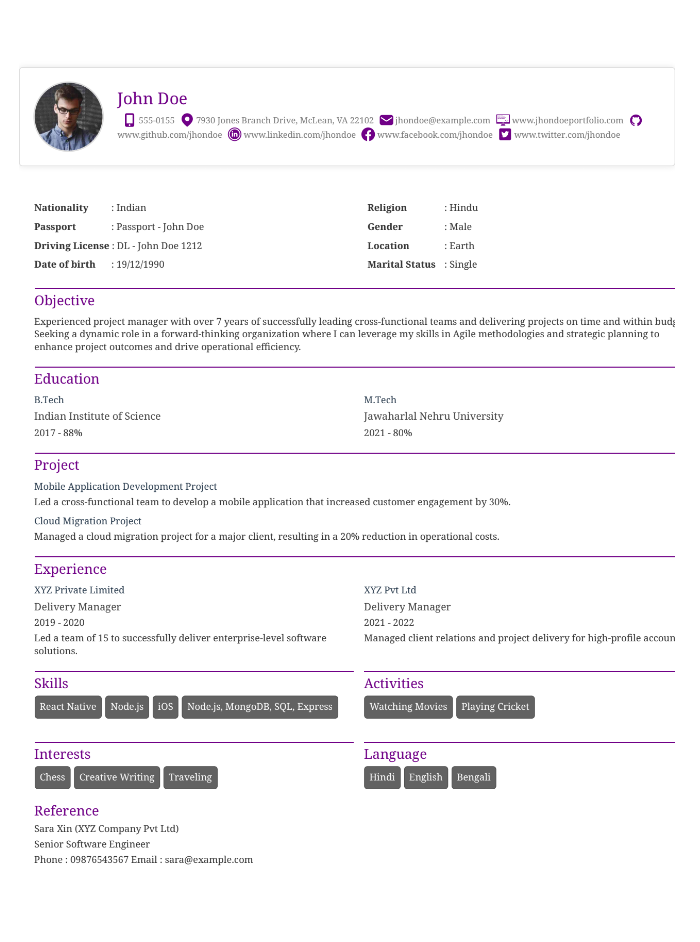 John Doe
555-0155 7930 Jones Branch Drive, McLean, VA 22102 jhondoe@example.com www.jhondoeportfolio.com
www.github.com/jhondoe www.linkedin.com/jhondoe www.facebook.com/jhondoe www.twitter.com/jhondoe
Nationality : Indian
Passport : Passport - John Doe
Driving License : DL - John Doe 1212
Date of birth : 19/12/1990
Religion : Hindu
Gender : Male
Location : Earth
Marital Status : Single
Objective
Experienced project manager with over 7 years of successfully leading cross-functional teams and delivering projects on time and within
Seeking a dynamic role in a forward-thinking organization where I can leverage my skills in Agile methodologies and strategic planning to
enhance project outcomes and drive operational efficiency.
Education
B.Tech
Indian Institute of Science
2017 - 88%
M.Tech
Jawaharlal Nehru University
2021 - 80%
Project
Mobile Application Development Project
Led a cross-functional team to develop a mobile application that increased customer engagement by 30%.
Cloud Migration Project
Managed a cloud migration project for a major client, resulting in a 20% reduction in operational costs.
Experience
XYZ Private Limited
Delivery Manager
2019 - 2020
Led a team of 15 to successfully deliver enterprise-level software
solutions.
XYZ Pvt Ltd
Delivery Manager
2021 - 2022
Managed client relations and project delivery for high-profile
Skills
React Native
Node.js
iOS
Node.js, MongoDB, SQL, Express
Activities
Watching Movies
Playing Cricket
Interests
Chess
Creative Writing
Traveling
Language
Hindi
English
Bengali
Reference
Sara Xin (XYZ Company Pvt Ltd)
Senior Software Engineer
Phone : 09876543567 Email : sara@example.com